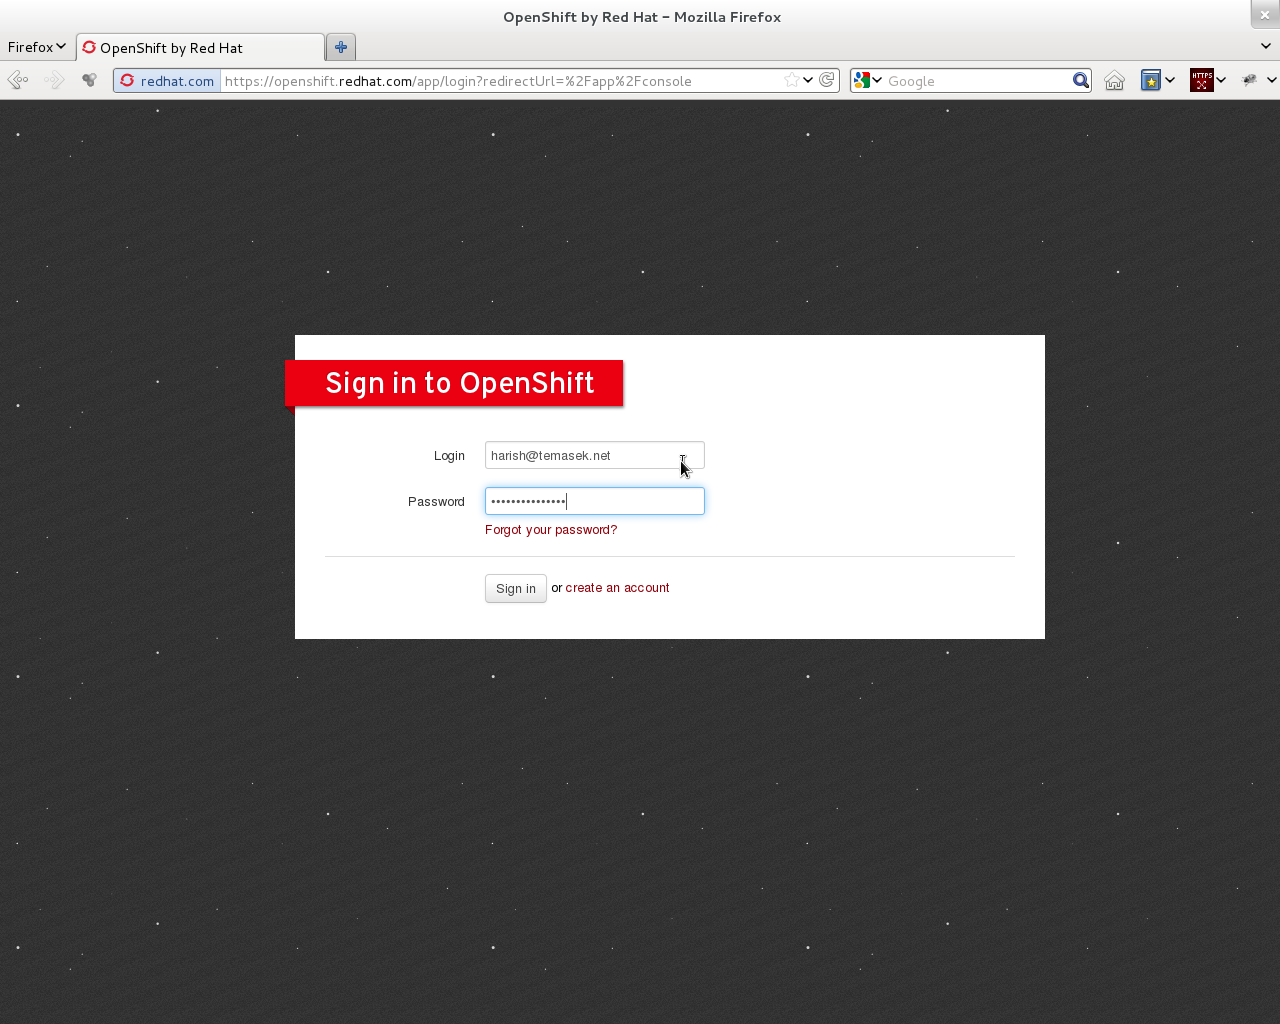 OpenShift by Red Hat – Mozilla Firefox
Firefox
OpenShift by Red Hat
redhat.com
https://openshift.redhat.com/app/login?redirectUrl=%2Fapp%2Fconsole
Google
HTTPS
Sign in to OpenShift
Login
harish@temasek.net
Password
•••••••••••••••
Forgot your password?
Sign in or create an account